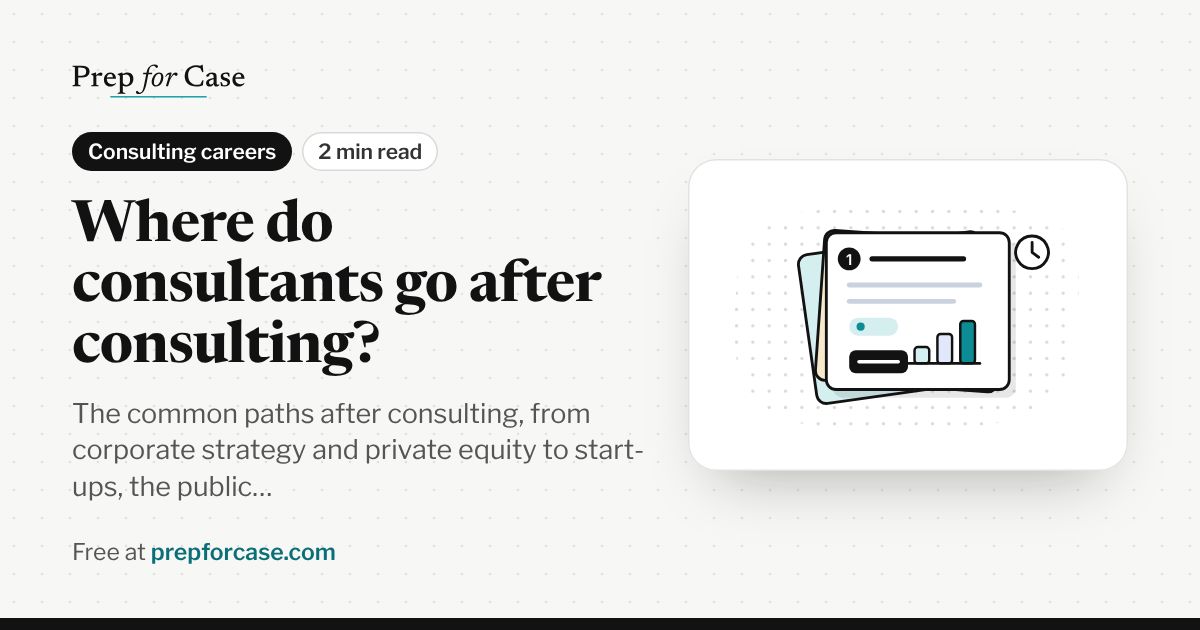 Prep for Case
Consulting careers
2 min read
Where do
consultants go after
consulting?
The common paths after consulting, from
corporate strategy and private equity to start-
ups, the public...
Free at prepforcase.com
1